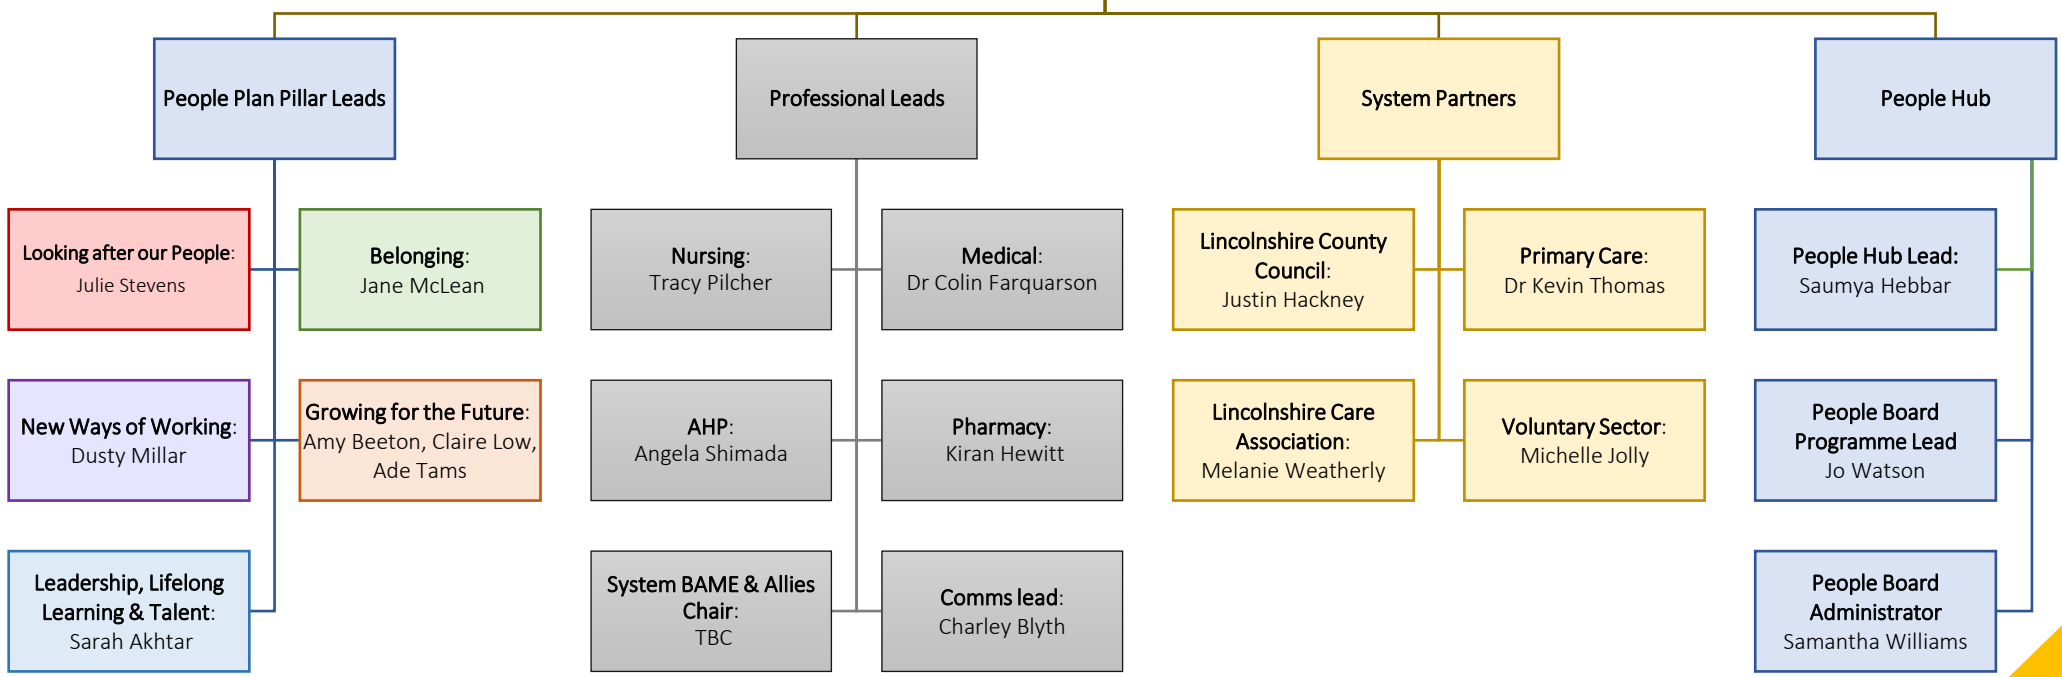 People Plan Pillar Leads
Professional Leads
System Partners
People Hub
Looking after our People:
Julie Stevens
Belonging:
Jane McLean
Nursing:
Tracy Pilcher
Medical:
Dr Colin Farquarson
Lincolnshire County
Council:
Justin Hackney
Primary Care:
Dr Kevin Thomas
People Hub Lead:
Saumya Hebbar
New Ways of Working:
Dusty Millar
Growing for the Future:
Amy Beeton, Claire Low,
Ade Tams
AHP:
Angela Shimada
Pharmacy:
Kiran Hewitt
Lincolnshire Care
Association:
Melanie Weatherly
Voluntary Sector:
Michelle Jolly
People Board
Programme Lead
Jo Watson
Leadership, Lifelong
Learning & Talent:
Sarah Akhtar
System BAME & Allies
Chair:
TBC
Comms lead:
Charley Blyth
People Board
Administrator
Samantha Williams